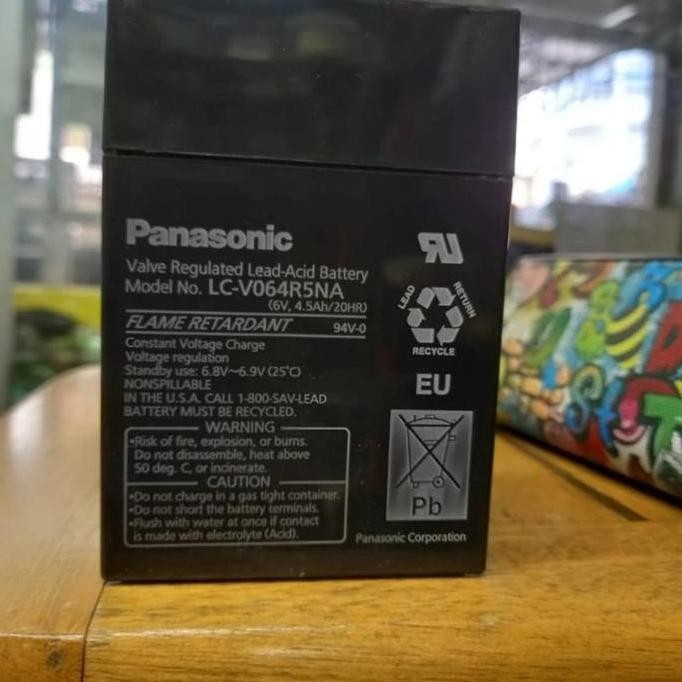 Panasonic
Valve Regulated Lead-Acid Battery
Model No. LC-V064R5NA
(6V, 4.5Ah/20HR)
FLAME RETARDANT 94V-0
Constant Voltage Charge
Voltage regulation
Standby use: 6.8V~6.9V (25°C)
NONSPILLABLE
IN THE U.S.A. CALL 1-800-SAV-LEAD
BATTERY MUST BE RECYCLED.
WARNING
•Risk of fire, explosion, or burns.
Do not disassemble, heat above
50 deg. C, or incinerate.
CAUTION
•Do not charge in a gas tight container.
•Do not short the battery terminals.
•Flush with water at once if contact
is made with electrolyte (Acid).
RU
LEAD
RETURN
RECYCLE
EU
Pb
Panasonic Corporation